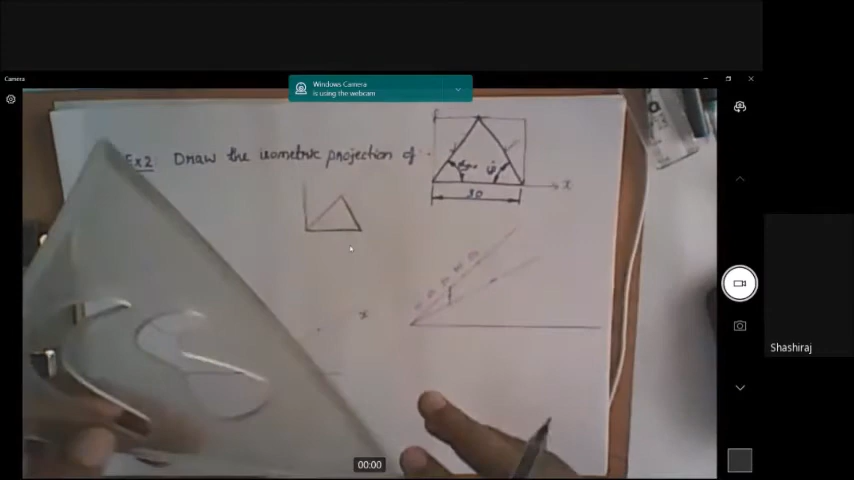 Camera
Windows Camera
is using the webcam
Ex2: Draw the isometric projection of
x
30
x
Shashiraj
00:00